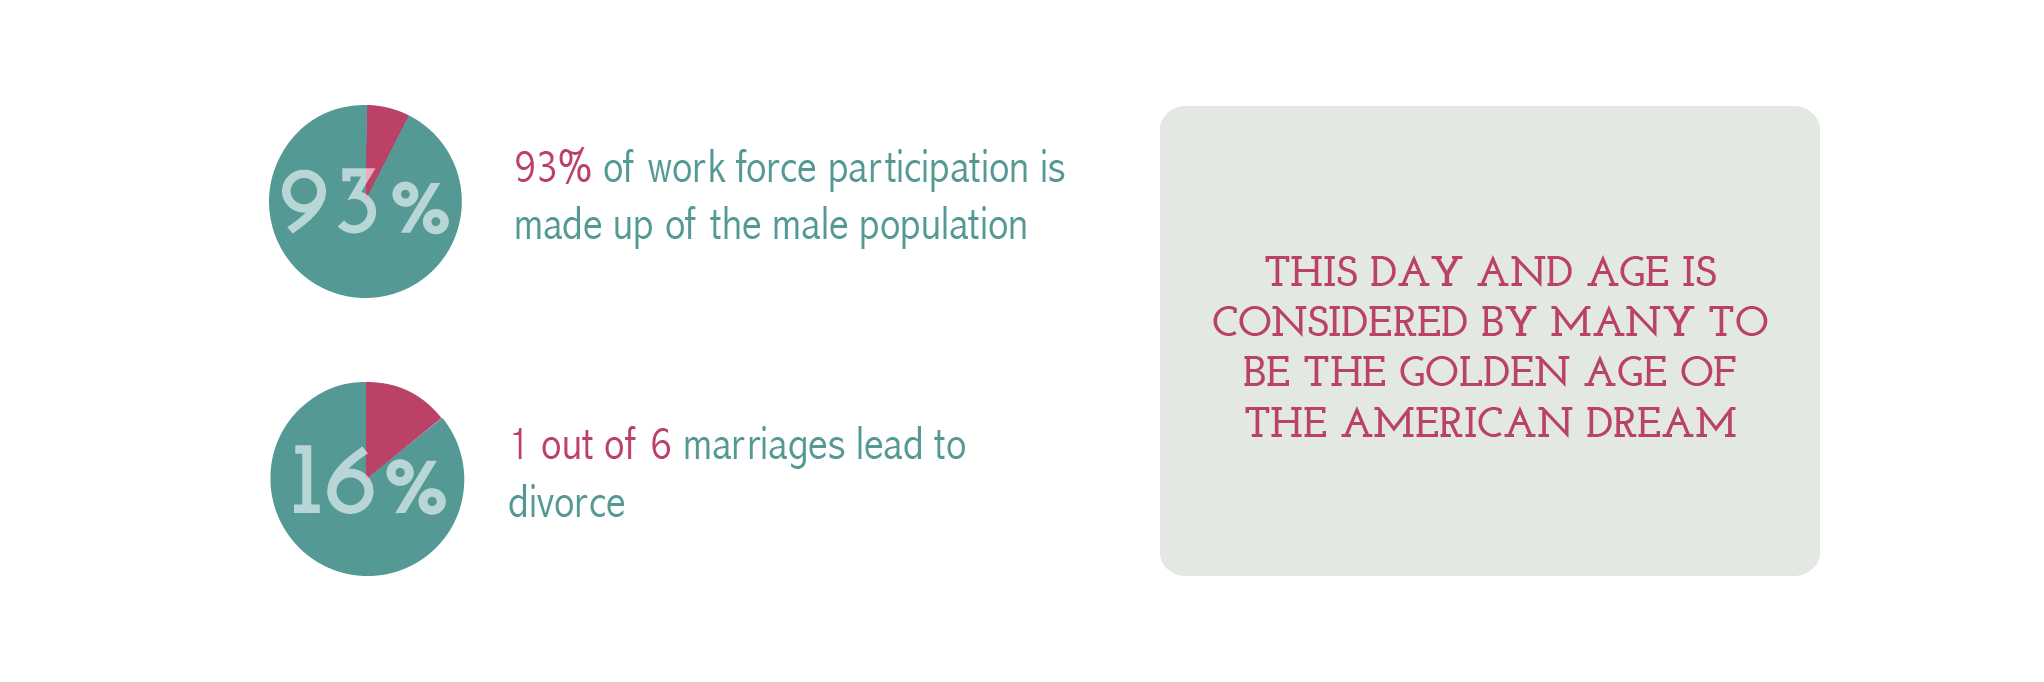 93%
93% of work force participation is
made up of the male population
16%
1 out of 6 marriages lead to
divorce
THIS DAY AND AGE IS
CONSIDERED BY MANY TO
BE THE GOLDEN AGE OF
THE AMERICAN DREAM